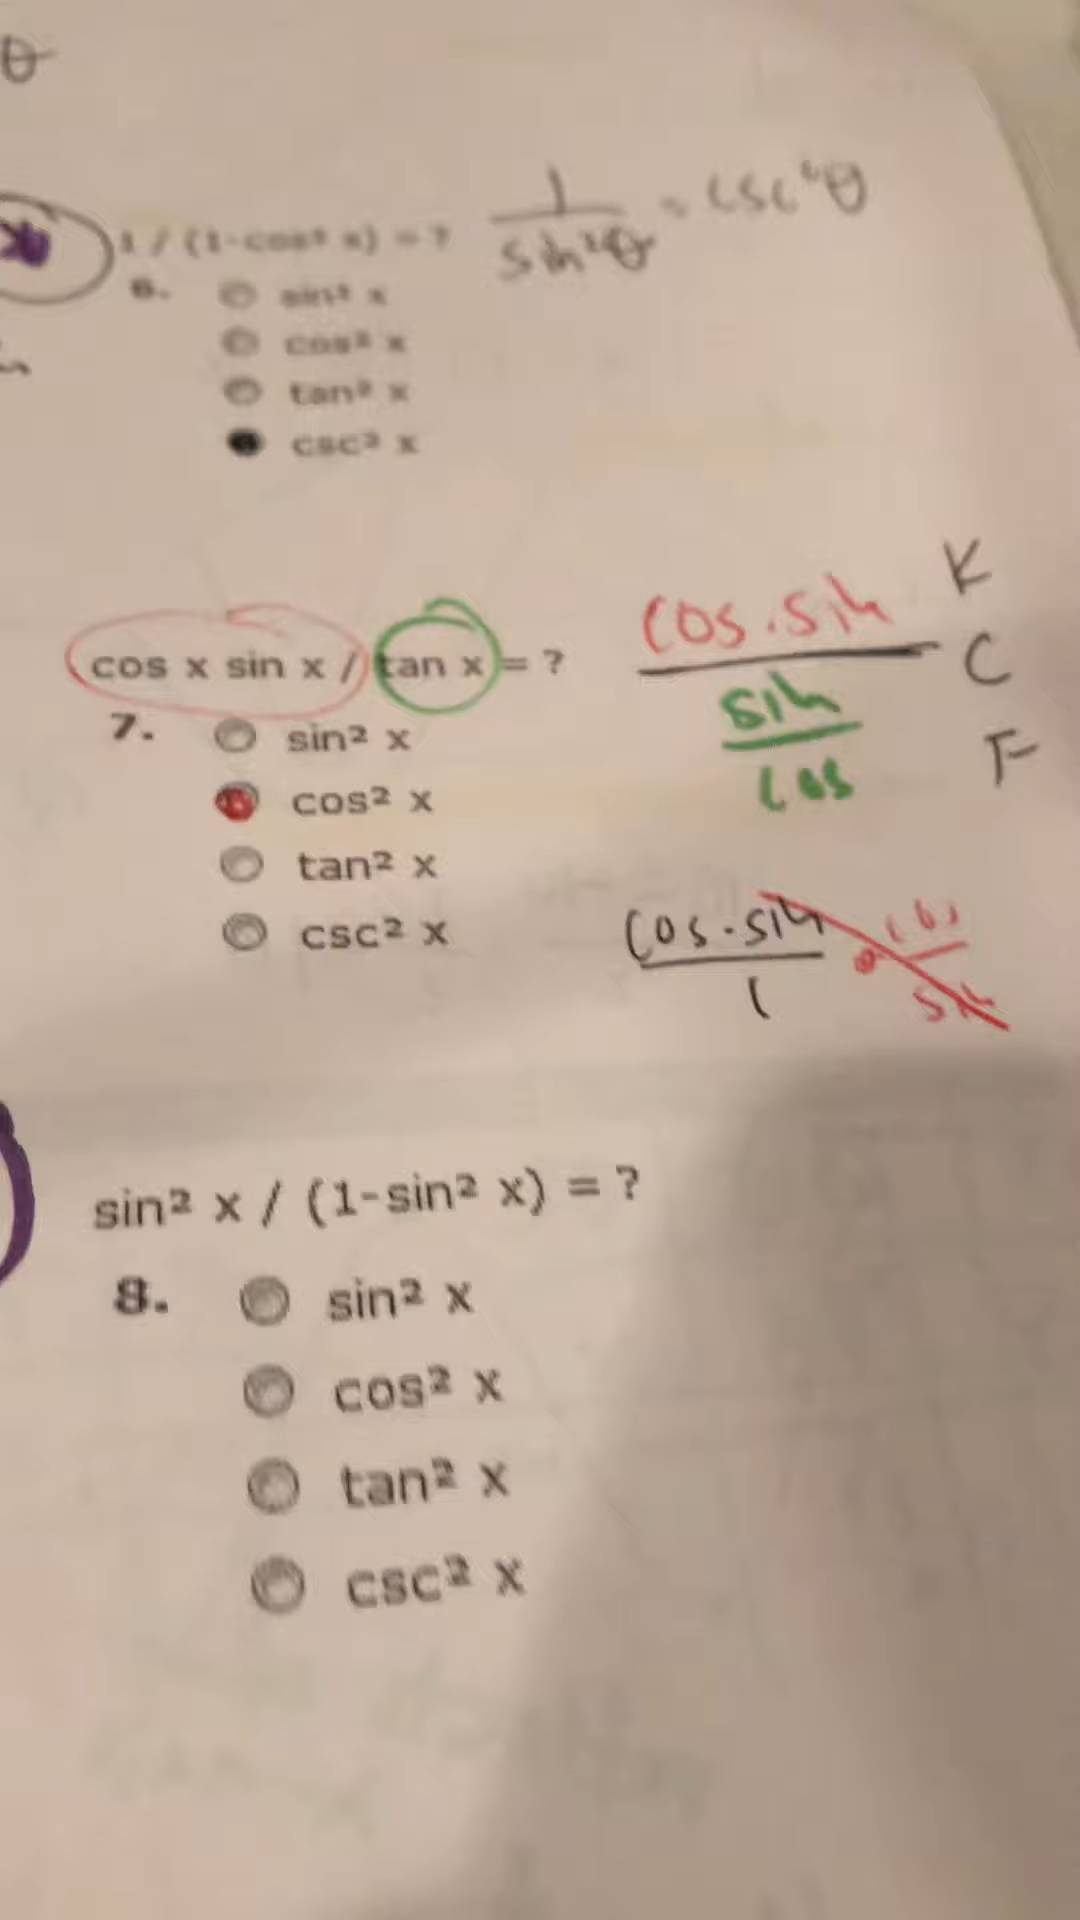 θ
1 / (1-cos² x) = ?
1
sin²θ
= csc²θ
6.
sin² x
cos² x
tan² x
csc² x
cos x sin x / tan x = ?
cos . sin
sin
cos
K
C
F
7.
sin² x
cos² x
tan² x
csc² x
cos . sin
1
cos
sin
sin² x / (1-sin² x) = ?
8.
sin² x
cos² x
tan² x
csc² x